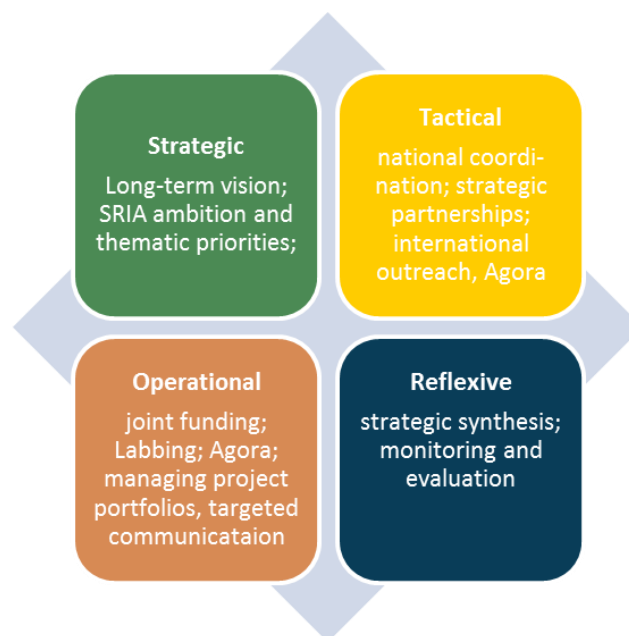 Strategic
Long-term vision;
SRIA ambition and
thematic priorities;
Tactical
national coordi-
nation; strategic
partnerships;
international
outreach, Agora
Operational
joint funding;
Labbing; Agora;
managing project
portfolios, targeted
communicataion
Reflexive
strategic synthesis;
monitoring and
evaluation